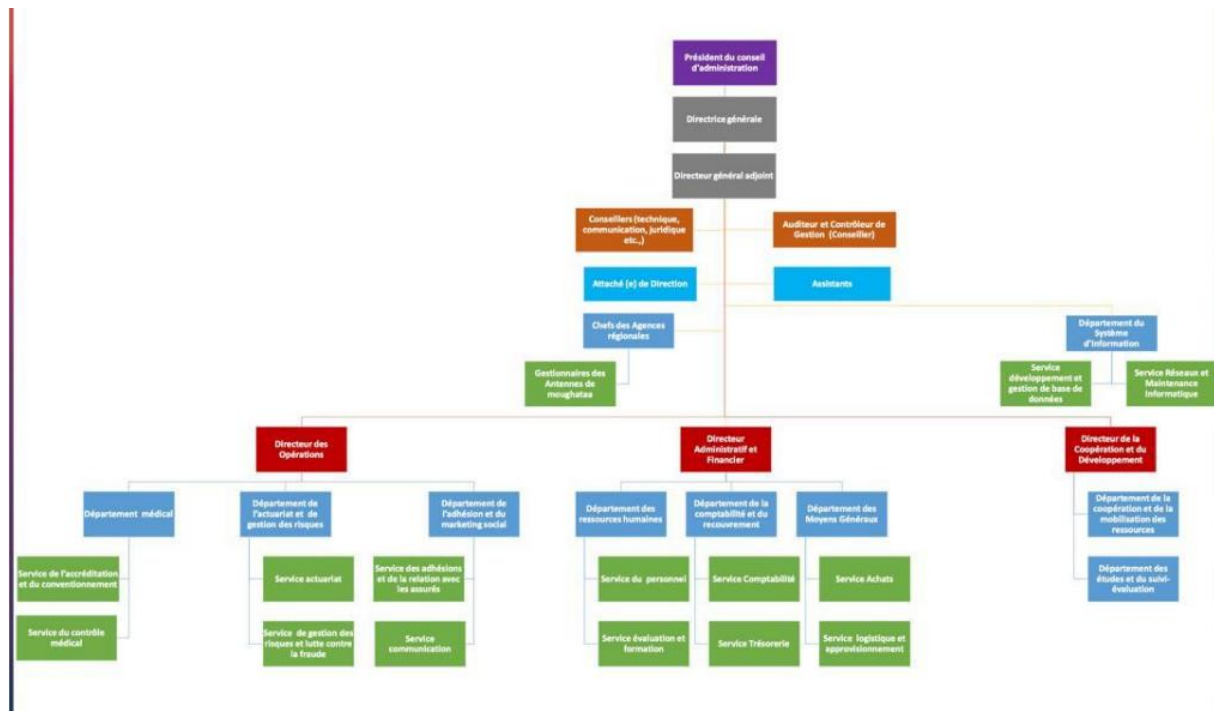 Président du conseil
d'administration
Directrice générale
Directeur général adjoint
Conseillers (technique,
communication, juridique
etc.,)
Auditeur et Contrôleur de
Gestion (Conseiller)
Attaché (e) de Direction
Assistants
Chefs des Agences
régionales
Département du
Système
d'Information
Gestionnaires des
Antennes de
moughataa
Service
développement et
gestion de base de
données
Service Réseaux et
Maintenance
Informatique
Directeur des
Opérations
Directeur
Administratif et
Financier
Directeur de la
Coopération et du
Développement
Département médical
Département de
l'actuariat et de
gestion des risques
Département de
l'adhésion et du
marketing social
Département des
ressources humaines
Département de la
comptabilité et du
recouvrement
Département des
Moyens Généraux
Département de la
coopération et de la
mobilisation des
ressources
Service de l'accréditation
et du conventionnement
Service actuariat
Service des adhésions
et de la relation avec
les assurés
Service du personnel
Service Comptabilité
Service Achats
Département des
études et du suivi-
évaluation
Service du contrôle
médical
Service de gestion des
risques et lutte contre
la fraude
Service
communication
Service évaluation et
formation
Service Trésorerie
Service logistique et
approvisionnement